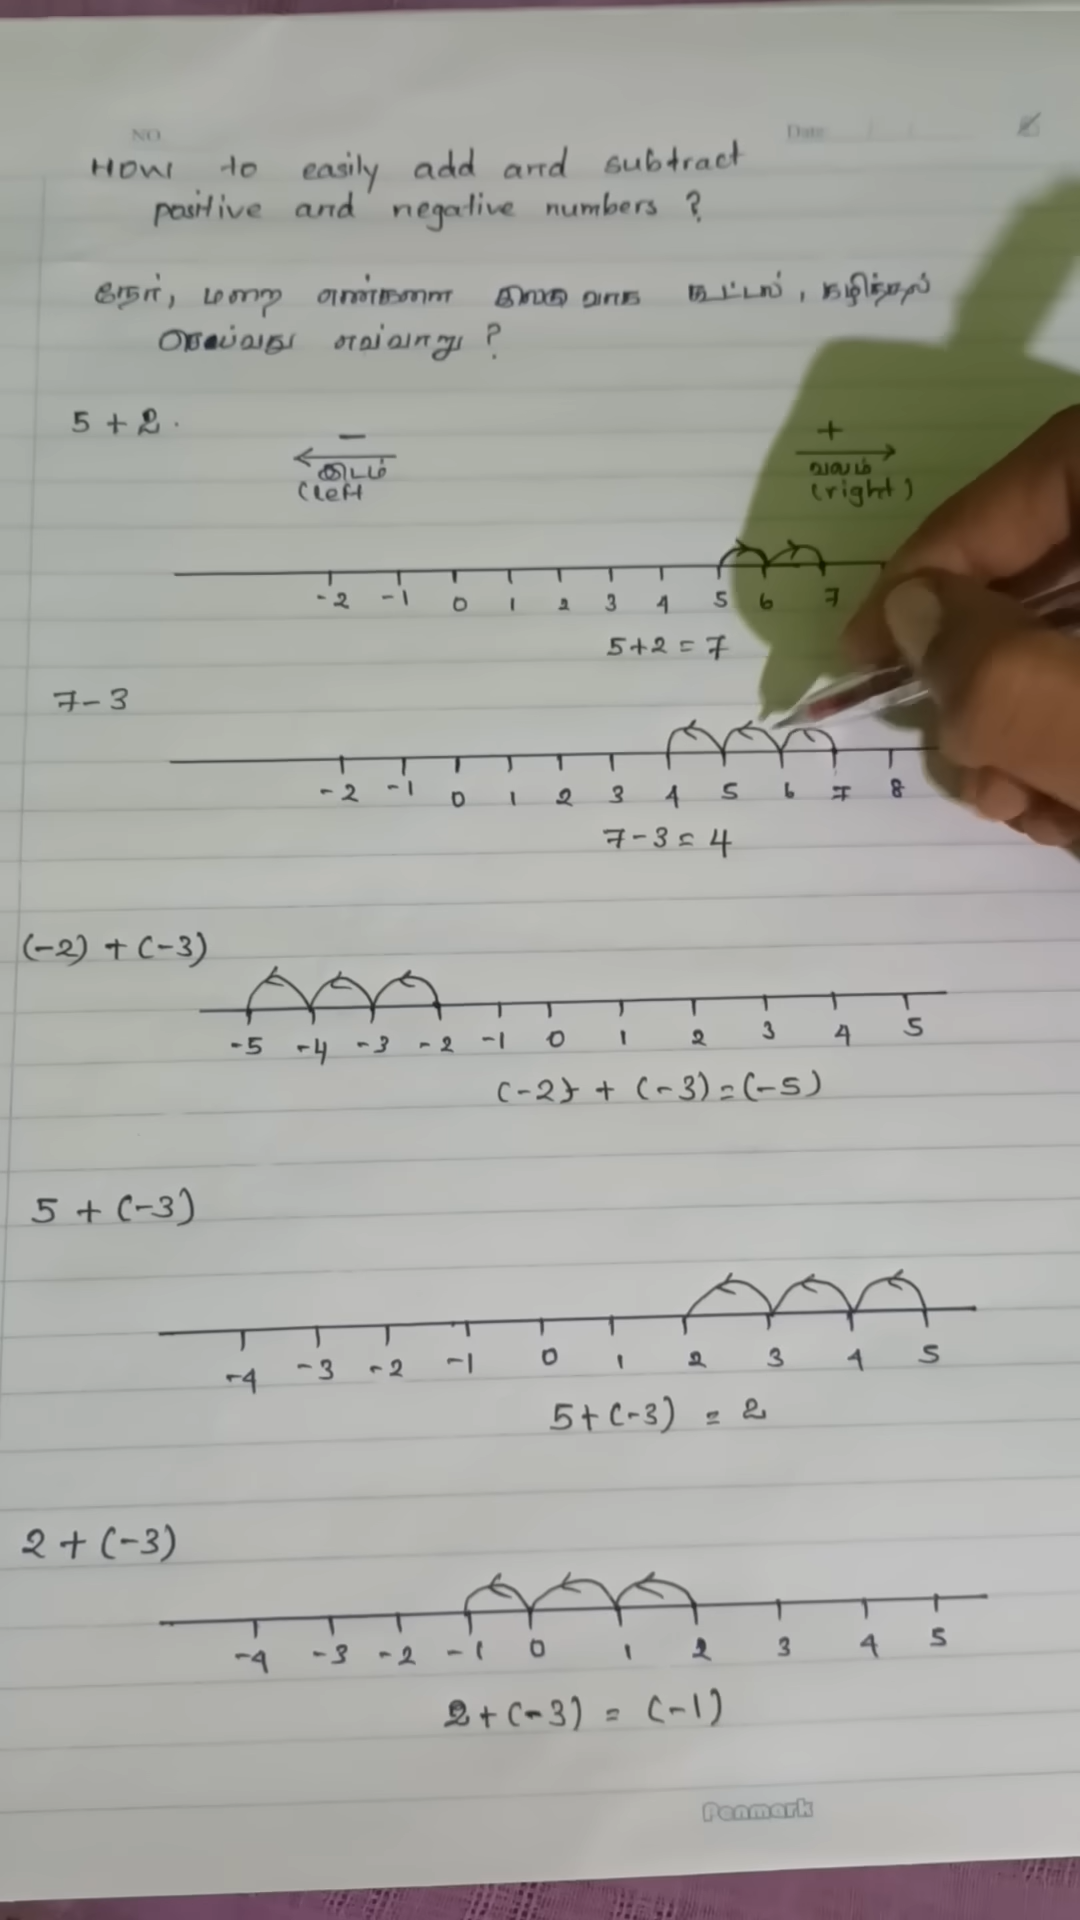 NO.
Date / /
How to easily add and subtract
positive and negative numbers ?
நேர், மறை எண்களை இலகுவாக கூட்டல், கழித்தல்
செய்வது எவ்வாறு ?
5 + 2 .
− +
இடம் வலம்
(left (right)
-2 -1 0 1 2 3 4 5 6 7
5+2 = 7
7-3
-2 -1 0 1 2 3 4 5 6 7 8
7-3 = 4
(-2) + (-3)
-5 -4 -3 -2 -1 0 1 2 3 4 5
(-2) + (-3) = (-5)
5 + (-3)
-4 -3 -2 -1 0 1 2 3 4 5
5+(-3) = 2
2 + (-3)
-4 -3 -2 -1 0 1 2 3 4 5
2+(-3) = (-1)
Penmark